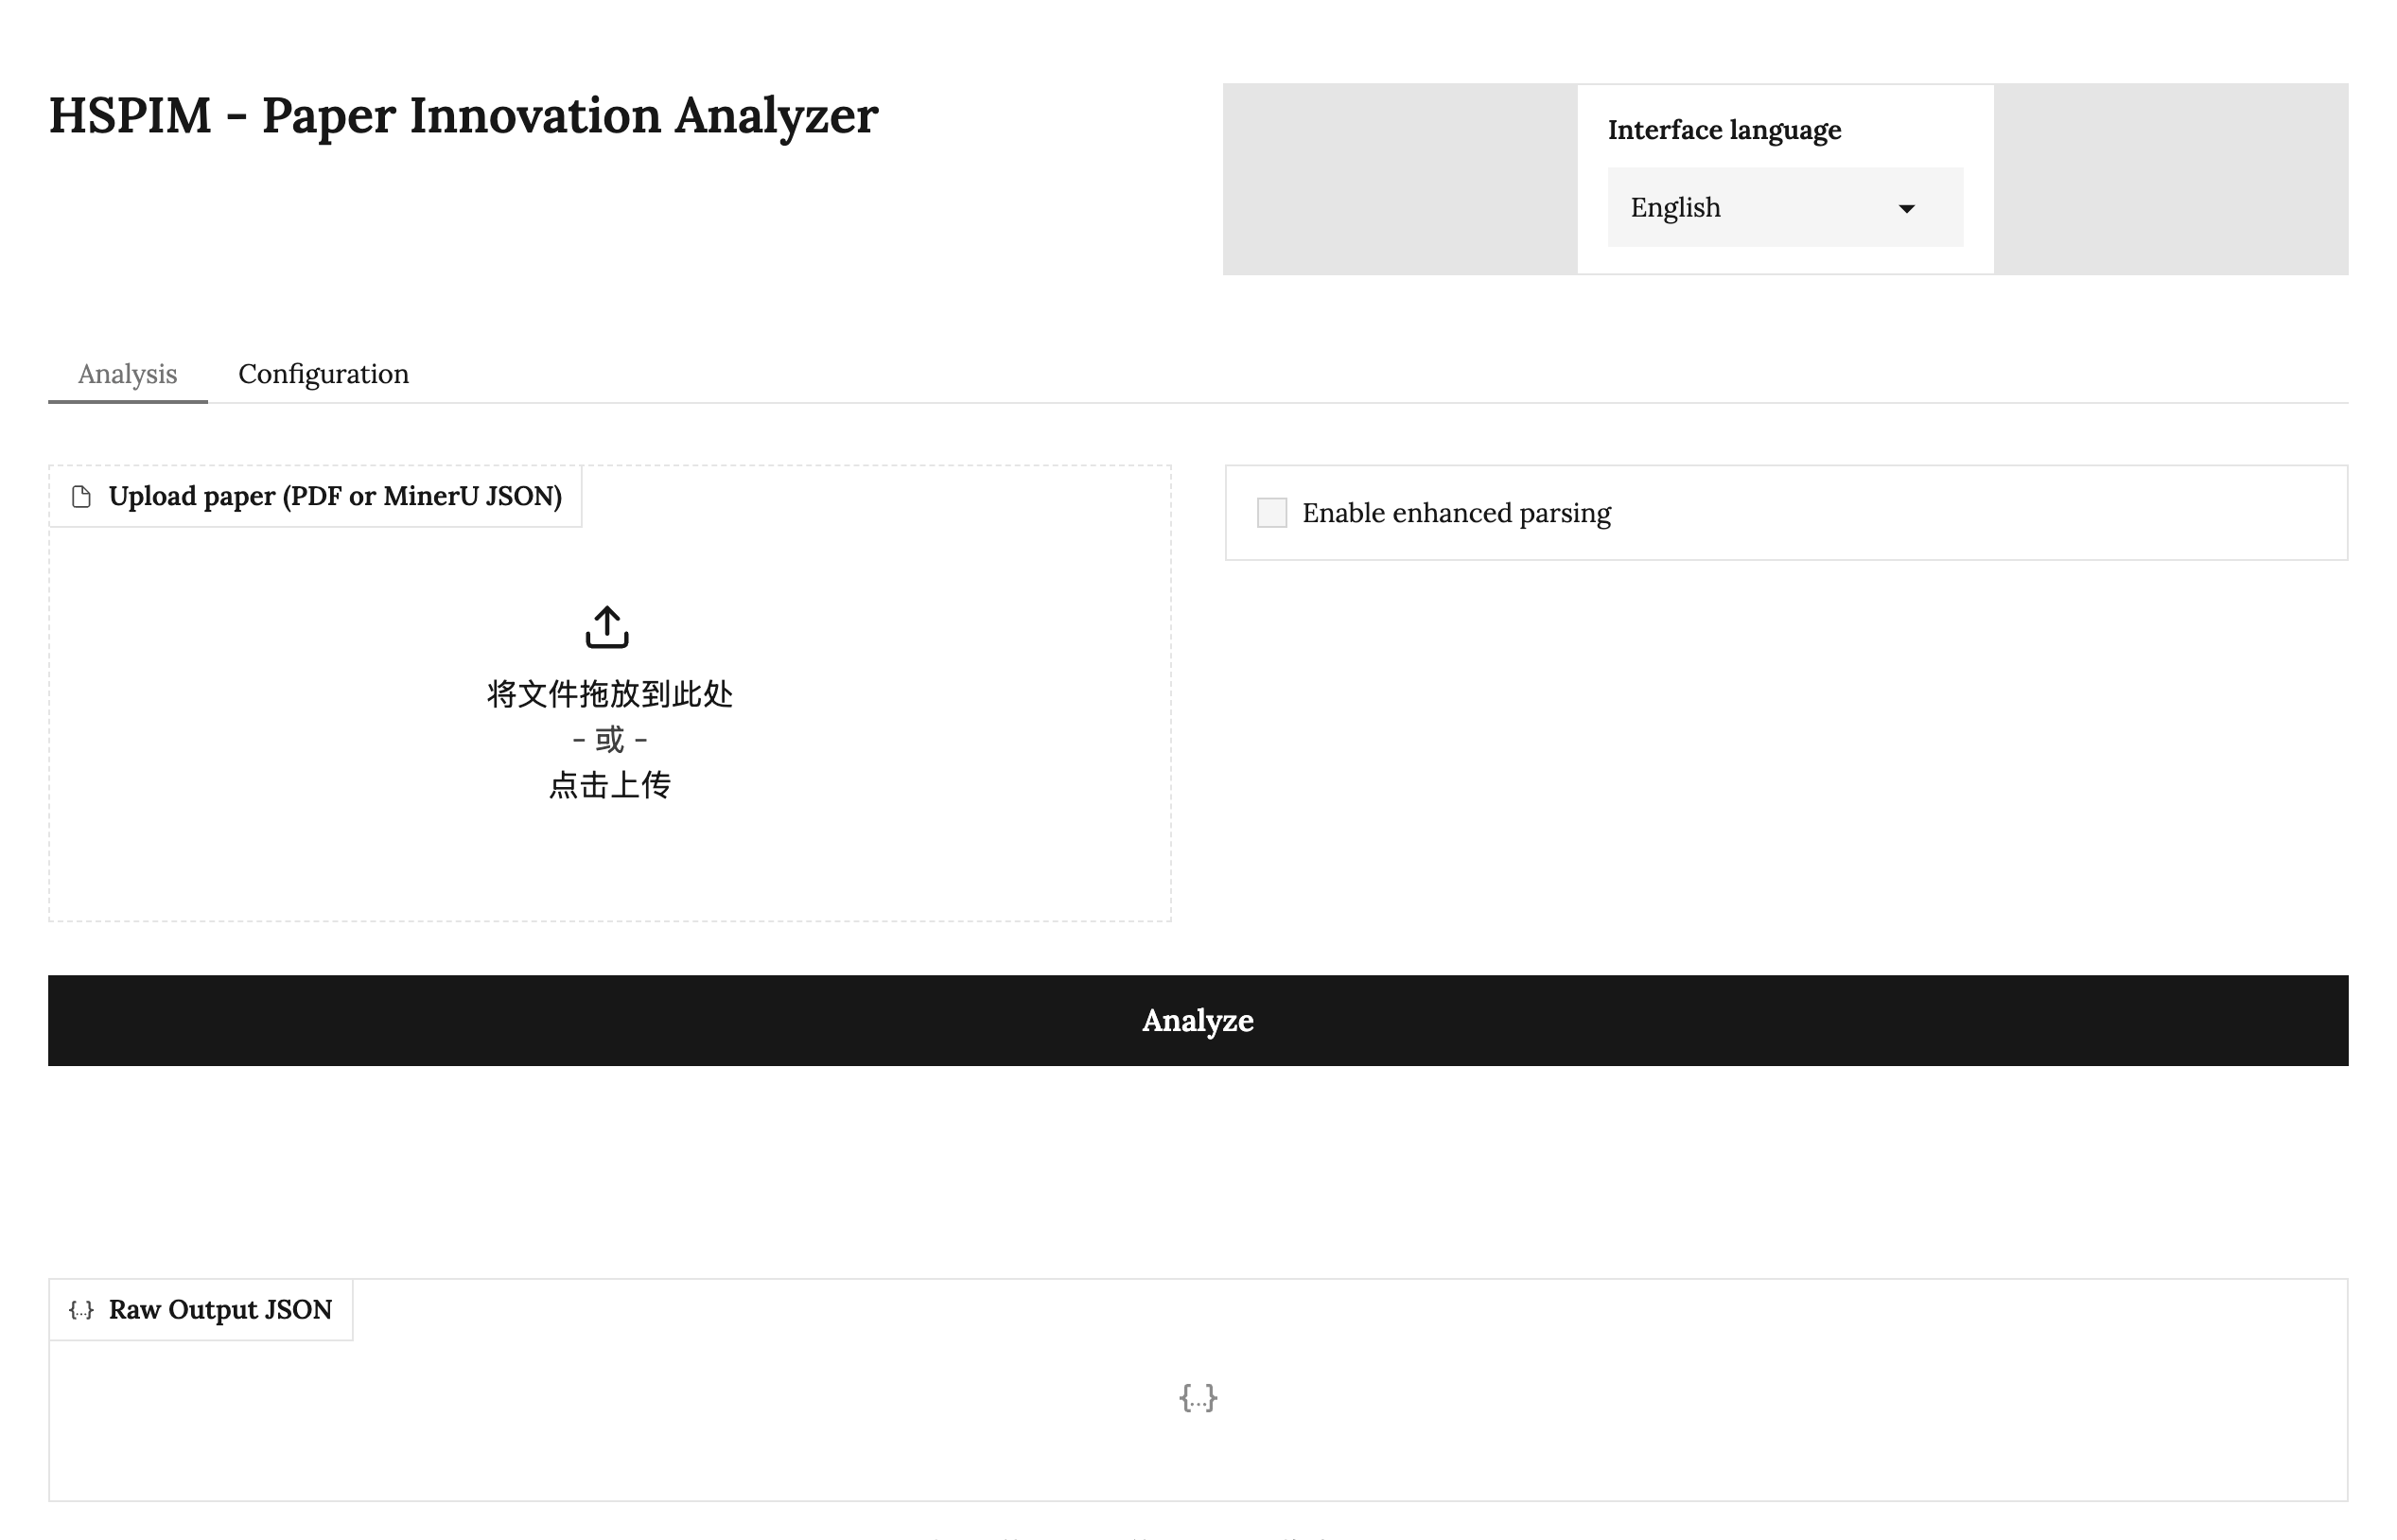 HSPIM - Paper Innovation Analyzer
Interface language
English
Analysis
Configuration
Upload paper (PDF or MinerU JSON)
将文件拖放到此处
- 或 -
点击上传
Enable enhanced parsing
Analyze
{...} Raw Output JSON
{...}